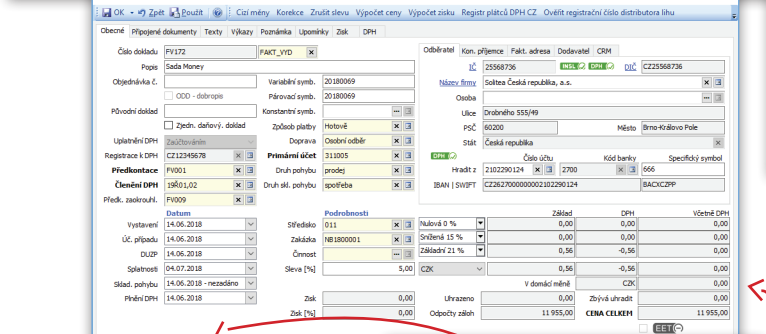 OK Zpět Použít Cizí měny Korekce Zrušit slevu Výpočet ceny Výpočet zisku Registr plátců DPH CZ Ověřit registrační číslo distributora lihu
Obecné Připojené dokumenty Texty Výkazy Poznámka Upomínky Zisk DPH
Odběratel Kon. příjemce Fakt. adresa Dodavatel CRM
Číslo dokladu FV172 FAKT_VYD
Popis Sada Money
Objednávka č. Variabilní symb. 20180069
ODD - dobropis Párovací symb. 20180069
Původní doklad Konstantní symb.
Zjedn. daňový. doklad Způsob platby Hotově
Uplatnění DPH Zaúčtováním Doprava Osobní odběr
Registrace k DPH CZ12345678 Primární účet 311005
Předkontace FV001 Druh pohybu prodej
Členění DPH 19Ř01,02 Druh skl. pohybu spotřeba
Předk. zaokrouhl. FV009
IČ 25568736 INSL DPH DIČ CZ25568736
Název firmy Solitea Česká republika, a.s.
Osoba
Ulice Drobného 555/49
PSČ 60200 Město Brno-Královo Pole
Stát Česká republika
DPH Číslo účtu Kód banky Specifický symbol
Hradit z 2102290124 2700 666
IBAN | SWIFT CZ2627000000002102290124 BACXCZPP
Datum
Vystavení 14.06.2018
Úč. případu 14.06.2018
DUZP 14.06.2018
Splatnosti 04.07.2018
Sklad. pohybu 14.06.2018 - nezadáno
Plnění DPH 14.06.2018
Podrobnosti
Středisko 011
Zakázka NB1800001
Činnost
Sleva [%] 5,00
Zisk 0,00
Zisk [%] 0,00
Základ DPH Včetně DPH
Nulová 0 % 0,00 0,00 0,00
Snížená 15 % 0,00 0,00 0,00
Základní 21 % 0,56 -0,56 0,00
CZK 0,56 -0,56 0,00
V domácí měně CZK 0,00
Uhrazeno 0,00 Zbývá uhradit 0,00
Odpočty záloh 11 955,00 CENA CELKEM 11 955,00
EET